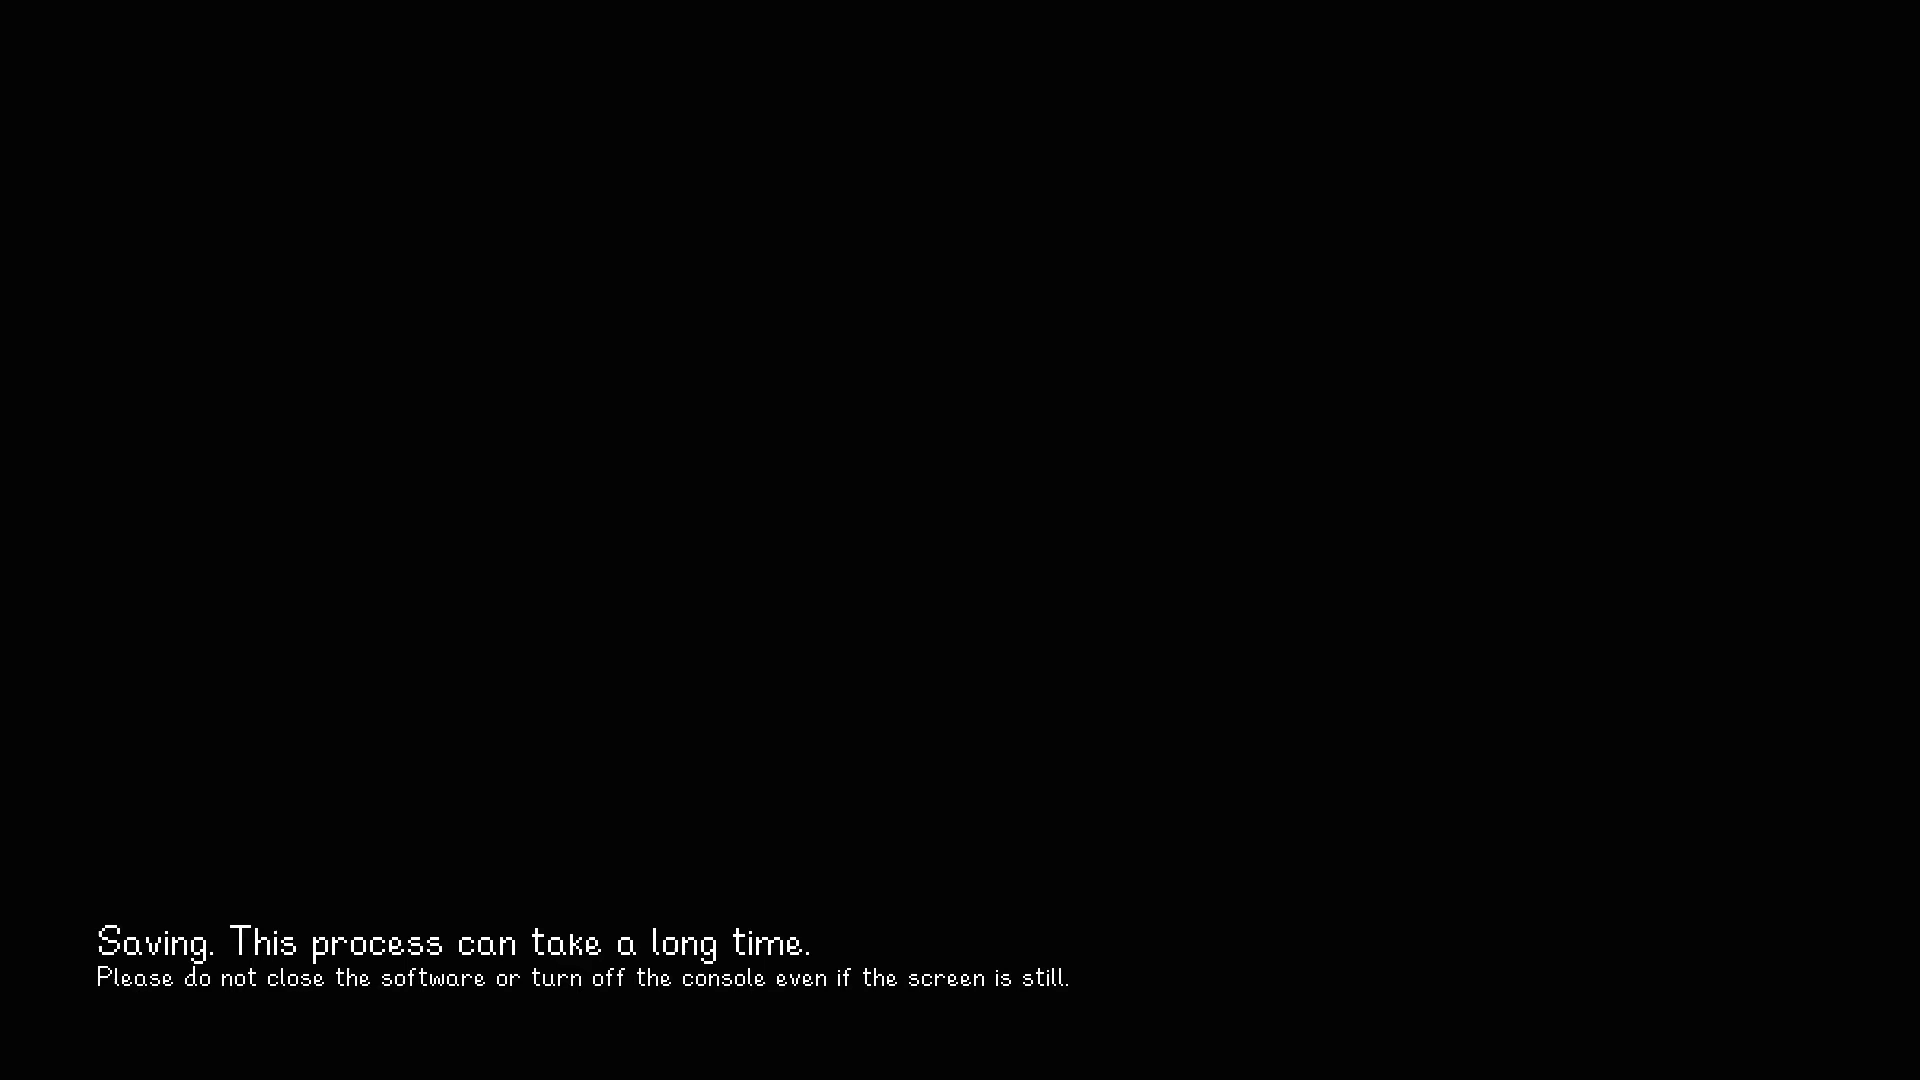 Saving. This process can take a long time.
Please do not close the software or turn off the console even if the screen is still.